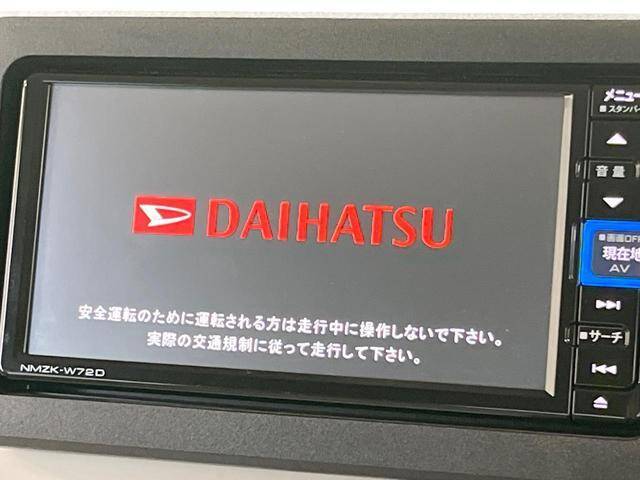 メニュー
■スタンバイ
音量
DAIHATSU
■画面OFF
現在地
AV
安全運転のために運転される方は走行中に操作しないで下さい。
実際の交通規制に従って走行して下さい。
■サーチ
NMZK-W72D